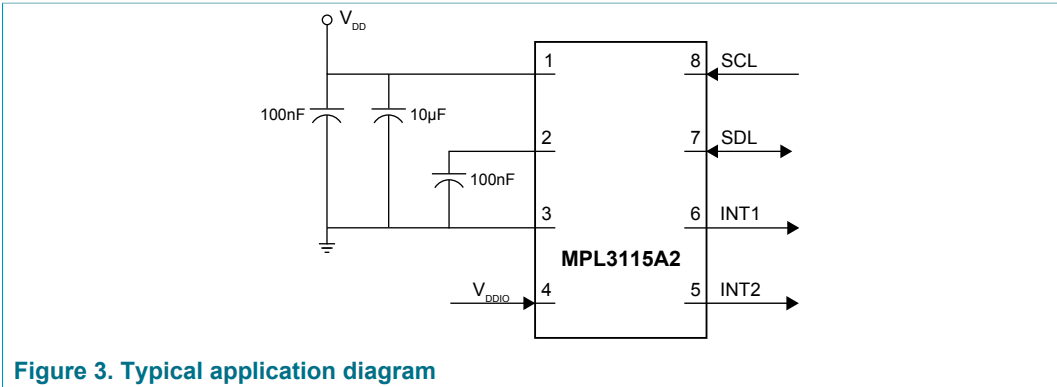 V_DD
1
8 SCL
100nF
10µF
2
7 SDL
100nF
3
6 INT1
MPL3115A2
V_DDIO
4
5 INT2
Figure 3. Typical application diagram